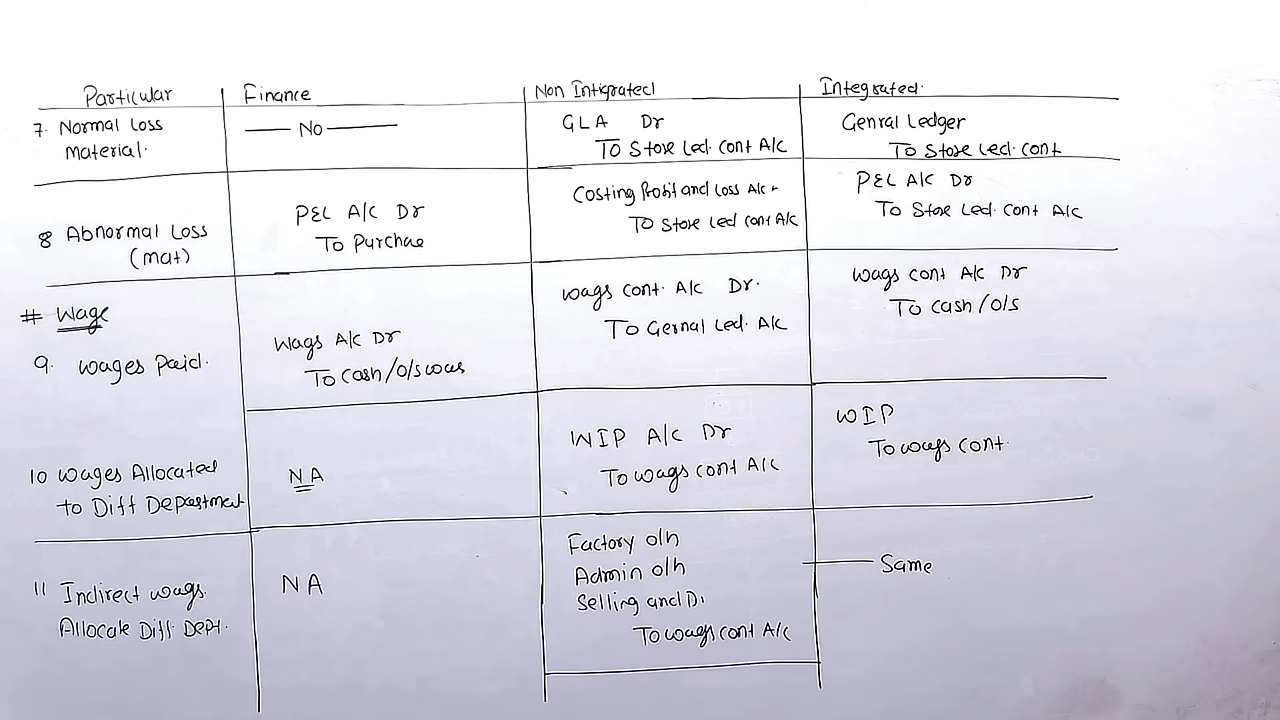 Particular Finance Non Intigrated Integrated.
7. Normal Loss
Material.
No
GLA Dr
To Store Led. Cont A/c
Genral Ledger
To Store Led. Cont
8 Abnormal Loss
(mat)
P&L A/c Dr
To Purchase
Costing Profit and Loss A/c
To Store Led cont A/c
P&L A/c Dr
To Store Led. Cont A/c
# Wage
9. Wages Paid.
Wags A/c Dr
To Cash/O/s
Wags cont. A/c Dr.
To Gernal Led. A/c
Wags cont A/c Dr
To Cash/O/s
10 Wages Allocated
to Diff Department
NA
WIP A/c Dr
To Wags cont A/c
WIP
To Wags cont.
11 Indirect Wags.
Allocate Diff. Dept.
NA
Factory o/h
Admin o/h
Selling and Di
To Wags cont A/c
Same